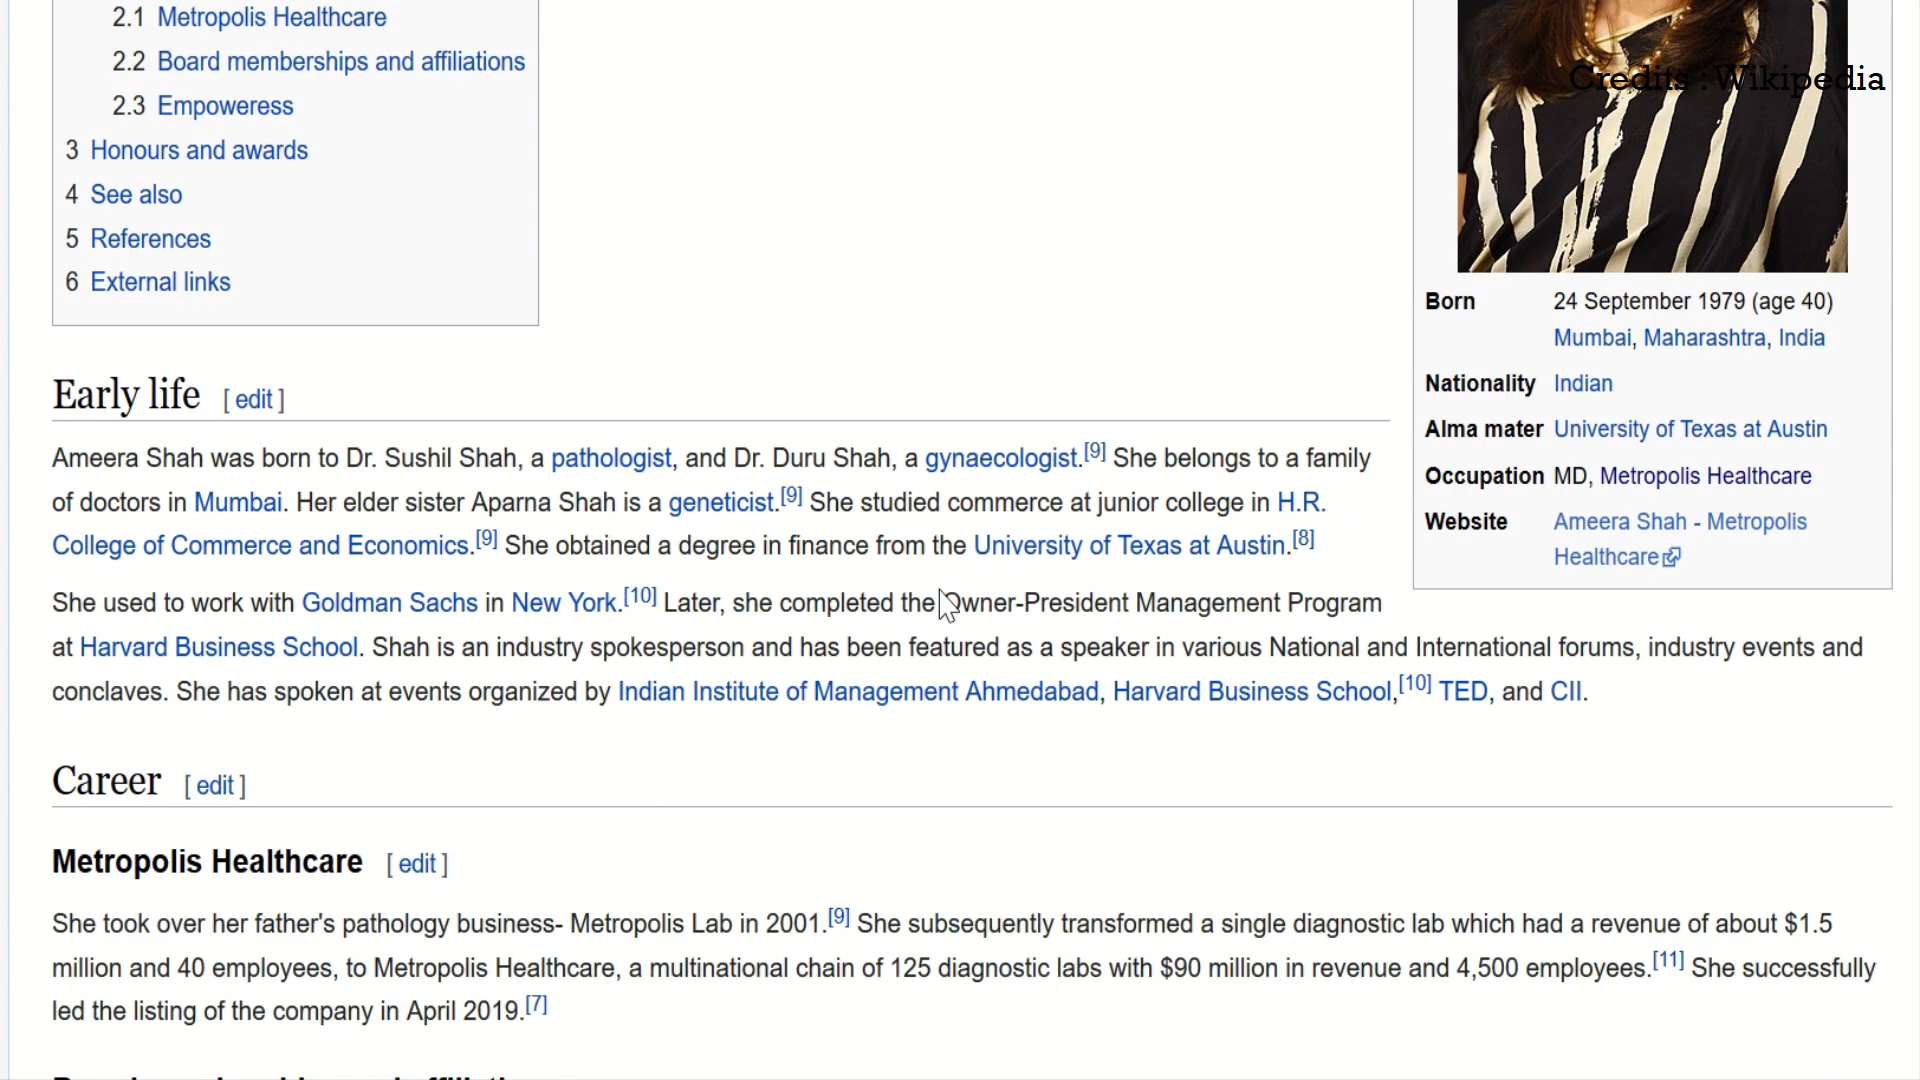 2.1 Metropolis Healthcare
2.2 Board memberships and affiliations
2.3 Empoweress
3 Honours and awards
4 See also
5 References
6 External links
Credits : Wikipedia
Born 24 September 1979 (age 40)
Mumbai, Maharashtra, India
Nationality Indian
Alma mater University of Texas at Austin
Occupation MD, Metropolis Healthcare
Website Ameera Shah - Metropolis
Healthcare
Early life [ edit ]
Ameera Shah was born to Dr. Sushil Shah, a pathologist, and Dr. Duru Shah, a gynaecologist.[9] She belongs to a family
of doctors in Mumbai. Her elder sister Aparna Shah is a geneticist.[9] She studied commerce at junior college in H.R.
College of Commerce and Economics.[9] She obtained a degree in finance from the University of Texas at Austin.[8]
She used to work with Goldman Sachs in New York.[10] Later, she completed the Owner-President Management Program
at Harvard Business School. Shah is an industry spokesperson and has been featured as a speaker in various National and International forums, industry events and
conclaves. She has spoken at events organized by Indian Institute of Management Ahmedabad, Harvard Business School,[10] TED, and CII.
Career [ edit ]
Metropolis Healthcare [ edit ]
She took over her father's pathology business- Metropolis Lab in 2001.[9] She subsequently transformed a single diagnostic lab which had a revenue of about $1.5
million and 40 employees, to Metropolis Healthcare, a multinational chain of 125 diagnostic labs with $90 million in revenue and 4,500 employees.[11] She successfully
led the listing of the company in April 2019.[7]